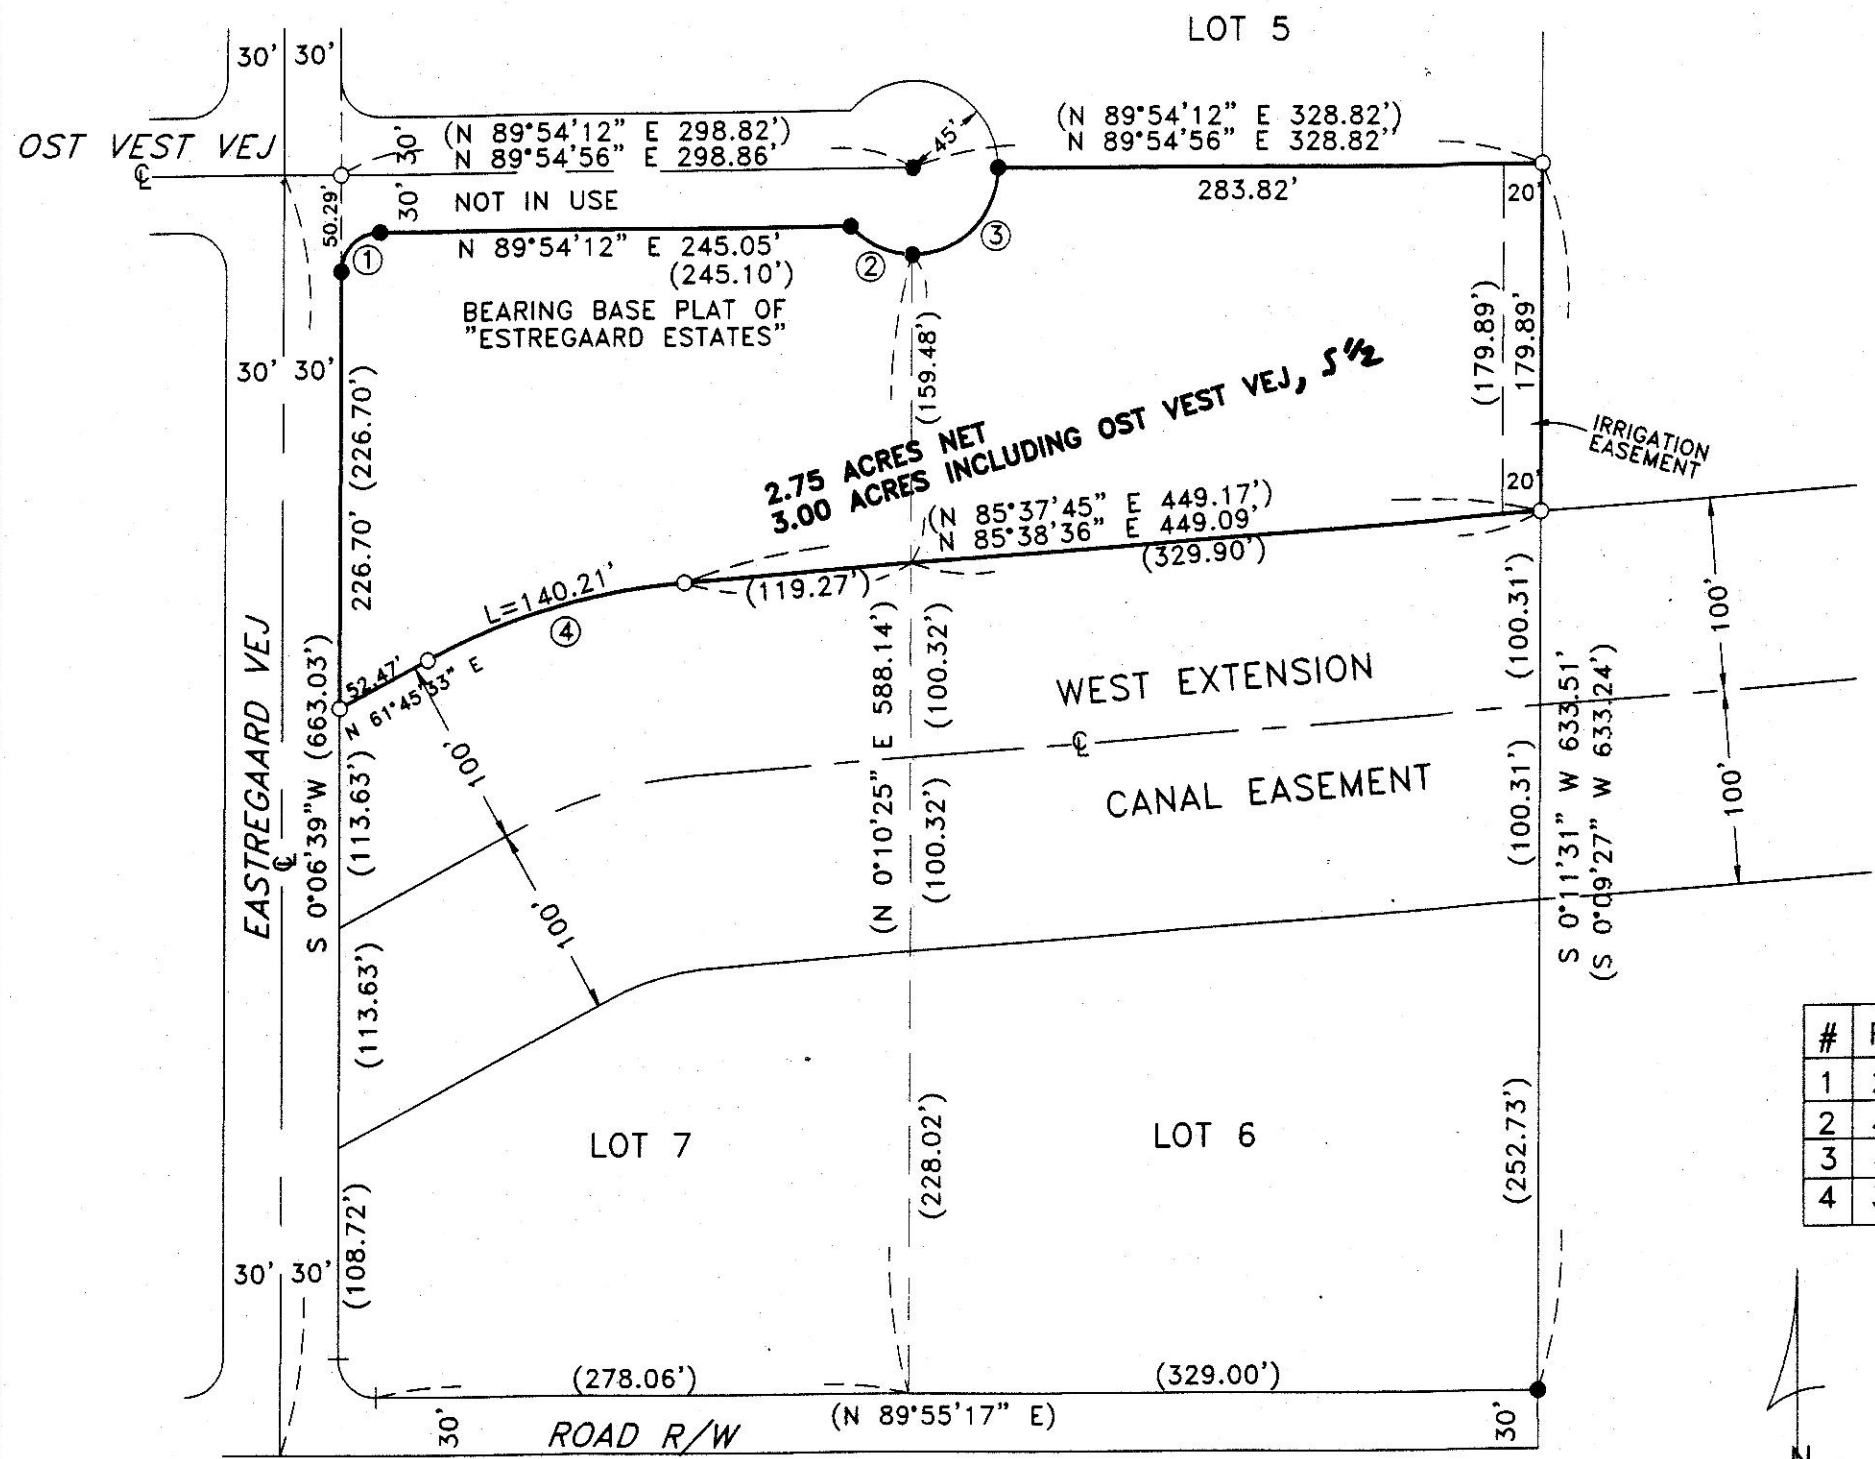 LOT 5
30' 30'
OST VEST VEJ
℄
30'
(N 89°54'12" E 298.82')
N 89°54'56" E 298.86'
45'
(N 89°54'12" E 328.82')
N 89°54'56" E 328.82''
50.29'
30'
NOT IN USE
283.82'
20'
①
N 89°54'12" E 245.05'
(245.10')
②
③
BEARING BASE PLAT OF
"ESTREGAARD ESTATES"
30' 30'
226.70' (226.70')
(159.48')
(179.89')
179.89'
2.75 ACRES NET
3.00 ACRES INCLUDING OST VEST VEJ, S 1/2
IRRIGATION
EASEMENT
20'
(N 85°37'45" E 449.17')
N 85°38'36" E 449.09'
(329.90')
(119.27')
L=140.21'
④
52.47'
N 61°45'33" E
EASTREGAARD VEJ
℄
S 0°06'39"W (663.03')
(113.63')
(113.63')
(108.72')
100'
100'
(N 0°10'25" E 588.14')
(100.32')
(100.32')
WEST EXTENSION
℄
CANAL EASEMENT
(100.31')
(100.31')
S 0°11'31" W 633.51'
(S 0°09'27" W 633.24')
100'
100'
#
1
2
3
4
LOT 7
(228.02')
LOT 6
(252.73')
30' 30'
(278.06')
(329.00')
(N 89°55'17" E)
30'
ROAD R/W
30'
N